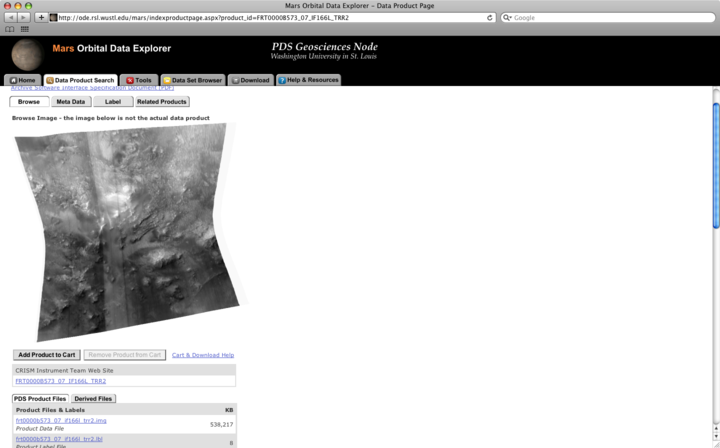 Mars Orbital Data Explorer – Data Product Page
http://ode.rsl.wustl.edu/mars/indexproductpage.aspx?product_id=FRT0000B573_07_IF166L_TRR2
Google
Mars Orbital Data Explorer
PDS Geosciences Node
Washington University in St. Louis
Home Data Product Search Tools Data Set Browser Download Help & Resources
Archive Software Interface Specification Document [PDF]
Browse Meta Data Label Related Products
Browse Image - the image below is not the actual data product
Add Product to Cart Remove Product from Cart Cart & Download Help
CRISM Instrument Team Web Site
FRT0000B573_07_IF166L_TRR2
PDS Product Files Derived Files
Product Files & Labels KB
frt0000b573_07_if166l_trr2.img
Product Data File 538,217
frt0000b573_07_if166l_trr2.lbl
Product Label File 8